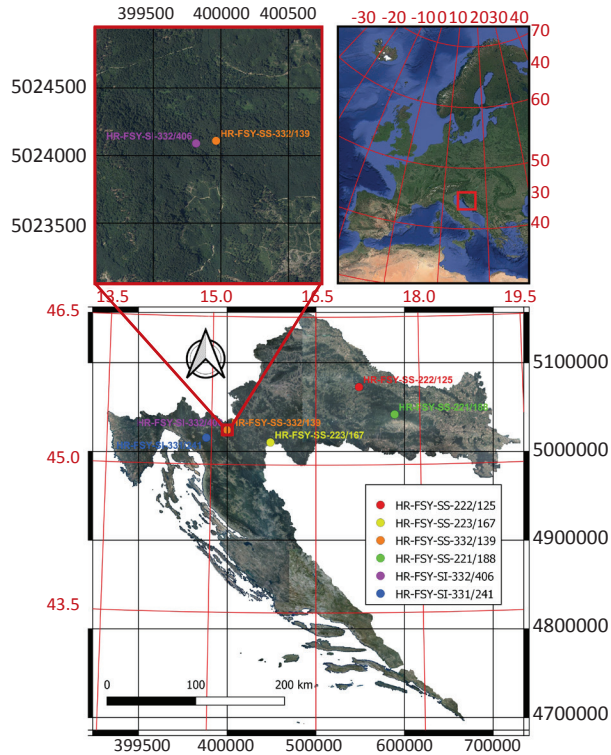 399500 400000 400500
-30 -20 -10 0 10 20 30 40
70
5024500
40
60
HR-FSY-SI-332/406
HR-FSY-SS-332/139
5024000
50
5023500
30
40
13.5 15.0 16.5 18.0 19.5
46.5
5100000
HR-FSY-SS-222/125
HR-FSY-SS-221/188
HR-FSY-SS-332/139
HR-FSY-SS-223/167
5000000
45.0
HR-FSY-SS-222/125
HR-FSY-SS-223/167
HR-FSY-SS-332/139
HR-FSY-SS-221/188
HR-FSY-SI-332/406
HR-FSY-SI-331/241
4900000
43.5
4800000
0 100 200 km
4700000
399500 400000 500000 600000 700000